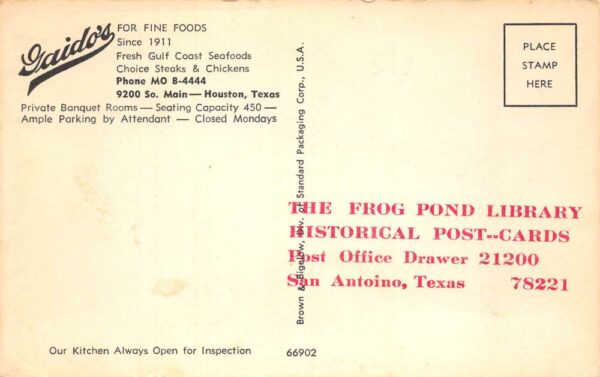 Gaido's
FOR FINE FOODS
Since 1911
Fresh Gulf Coast Seafoods
Choice Steaks & Chickens
Phone MO 8-4444
9200 So. Main — Houston, Texas
Private Banquet Rooms — Seating Capacity 450 —
Ample Parking by Attendant — Closed Mondays
PLACE
STAMP
HERE
Brown & Bigelow, Div. of Standard Packaging Corp., U.S.A.
THE FROG POND LIBRARY
HISTORICAL POST--CARDS
Post Office Drawer 21200
San Antoino, Texas 78221
Our Kitchen Always Open for Inspection
66902